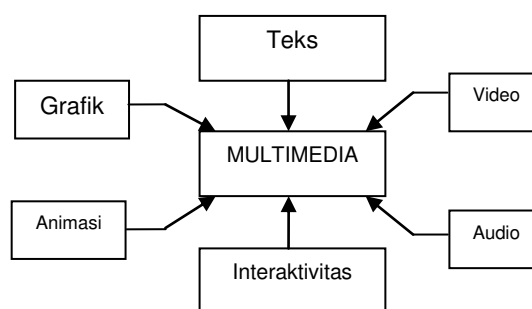 Teks
Grafik
Video
MULTIMEDIA
Animasi
Audio
Interaktivitas